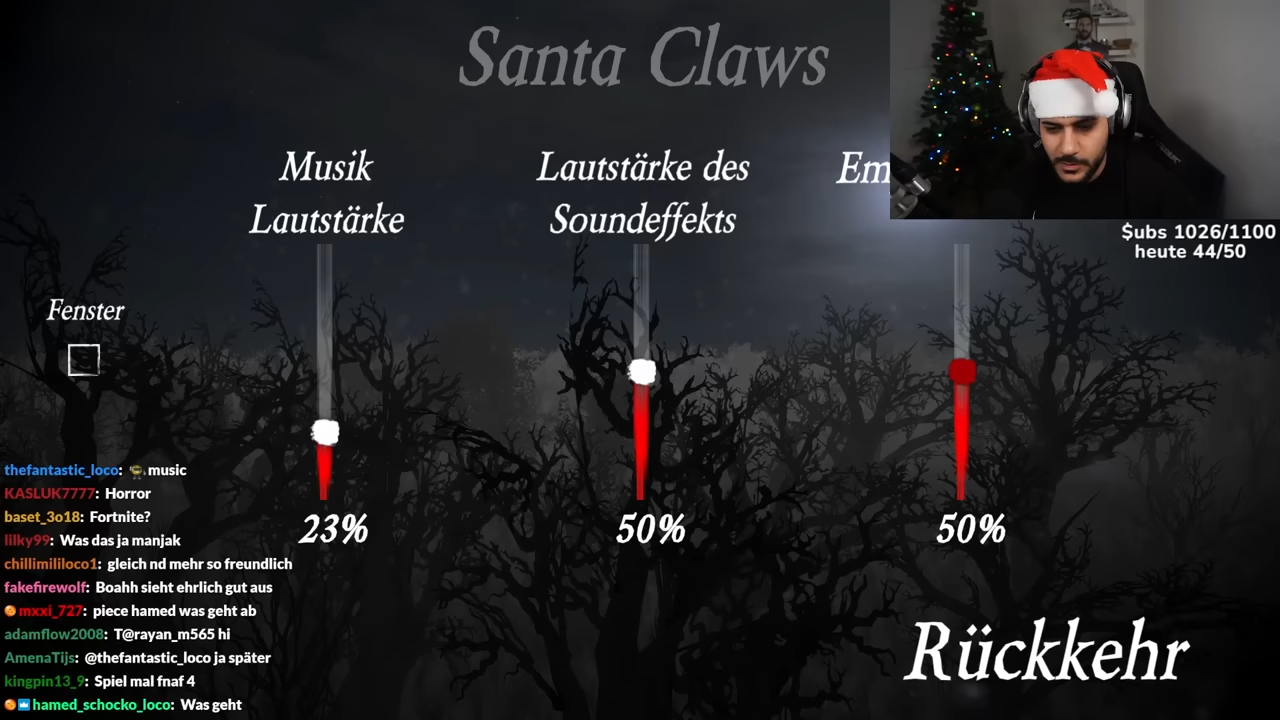 Santa Claws
Musik
Lautstärke
Lautstärke des
Soundeffekts
Em
$ubs 1026/1100
heute 44/50
Fenster
thefantastic_loco: music
KASLUK7777: Horror
baset_3o18: Fortnite?
lilky99: Was das ja manjak
chillimililoco1: gleich nd mehr so freundlich
fakefirewolf: Boahh sieht ehrlich gut aus
mxxi_727: piece hamed was geht ab
adamflow2008: T@rayan_m565 hi
AmenaTijs: @thefantastic_loco ja später
kingpin13_9: Spiel mal fnaf 4
hamed_schocko_loco: Was geht
23%
50%
50%
Rückkehr